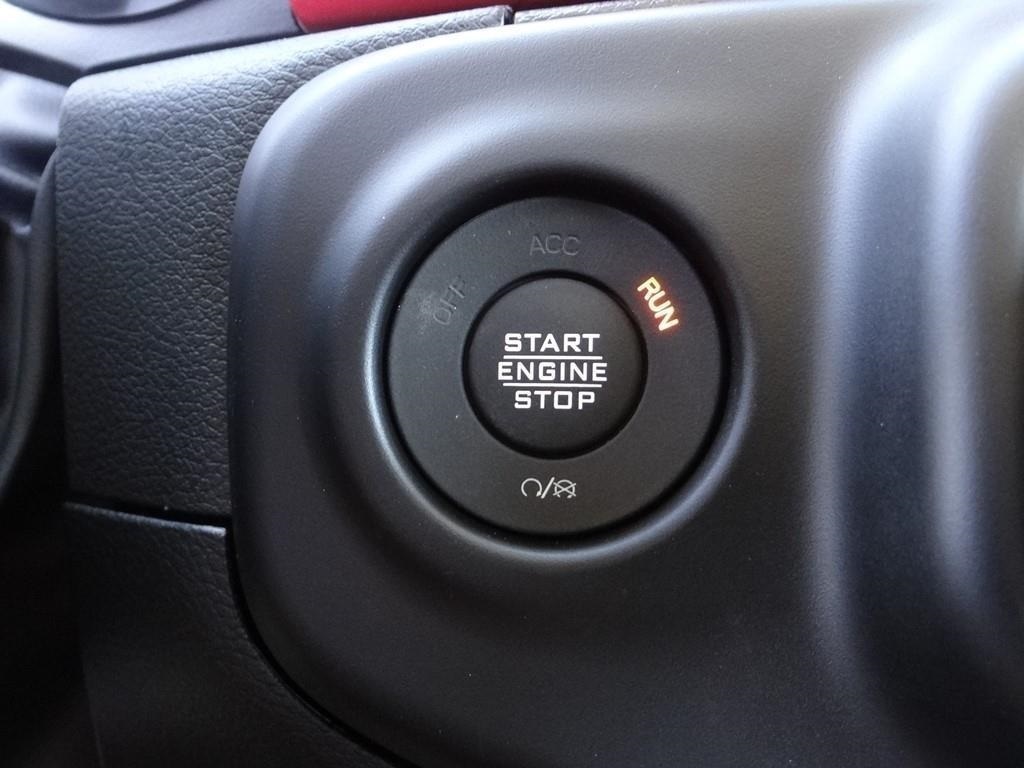 ACC
OFF
RUN
START
ENGINE
STOP